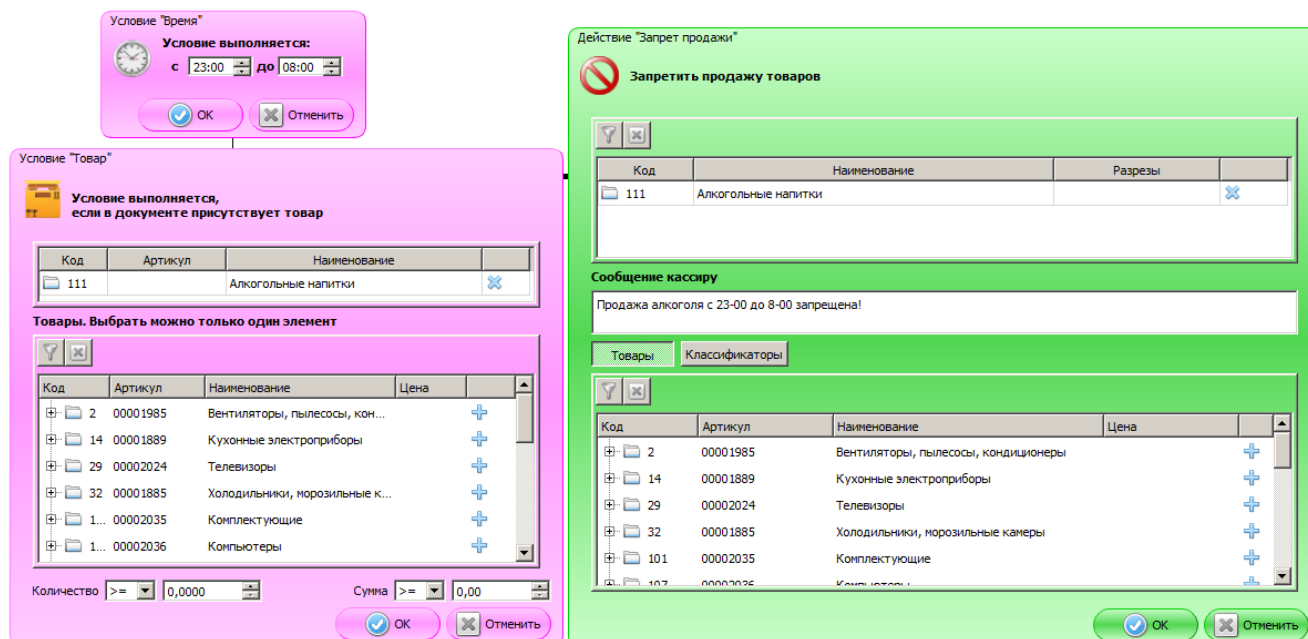 Условие "Время"
Условие выполняется:
с 23:00 до 08:00
ОК Отменить
Условие "Товар"
Условие выполняется,
если в документе присутствует товар
Код Артикул Наименование
111 Алкогольные напитки
Товары. Выбрать можно только один элемент
Код Артикул Наименование Цена
2 00001985 Вентиляторы, пылесосы, кон...
14 00001889 Кухонные электроприборы
29 00002024 Телевизоры
32 00001885 Холодильники, морозильные к...
1... 00002035 Комплектующие
1... 00002036 Компьютеры
Количество >= 0,0000 Сумма >= 0,00
ОК Отменить
Действие "Запрет продажи"
Запретить продажу товаров
Код Наименование Разрезы
111 Алкогольные напитки
Сообщение кассиру
Продажа алкоголя с 23-00 до 8-00 запрещена!
Товары Классификаторы
Код Артикул Наименование Цена
2 00001985 Вентиляторы, пылесосы, кондиционеры
14 00001889 Кухонные электроприборы
29 00002024 Телевизоры
32 00001885 Холодильники, морозильные камеры
101 00002035 Комплектующие
107 00002036 Компьютеры
ОК Отменить